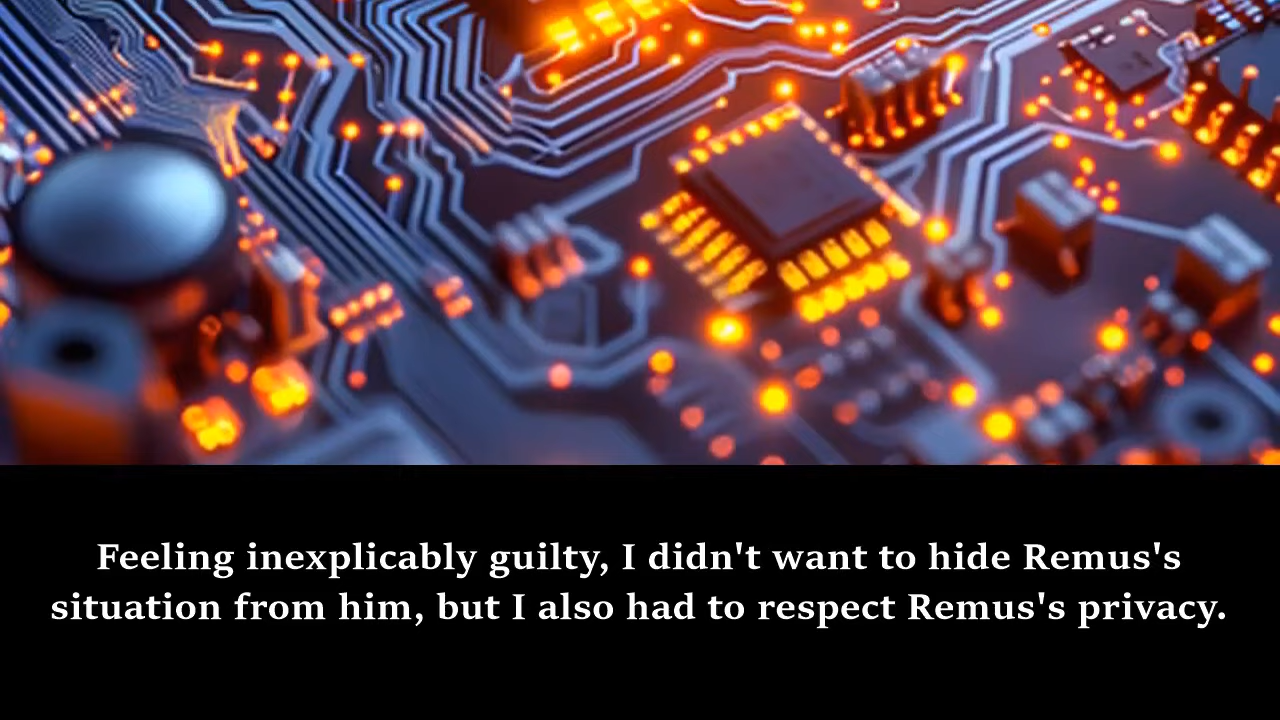 Feeling inexplicably guilty, I didn't want to hide Remus's
situation from him, but I also had to respect Remus's privacy.